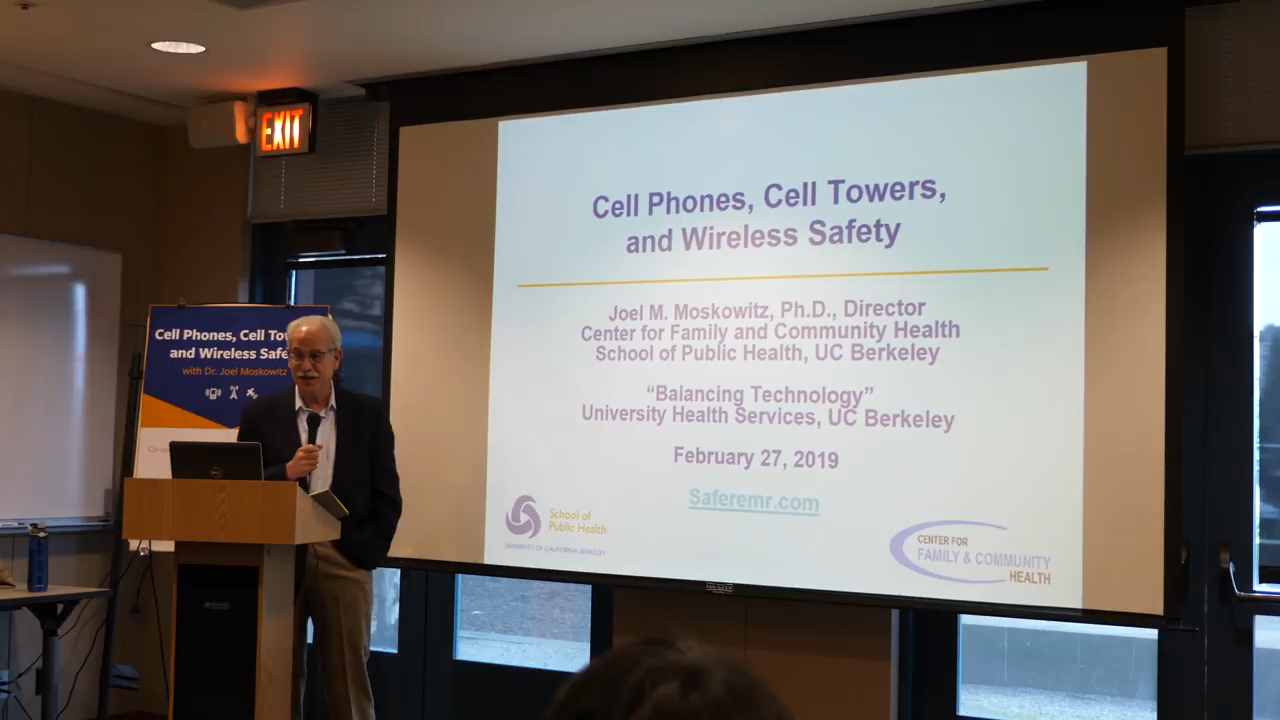 EXIT
Cell Phones, Cell Towers,
and Wireless Safety
Joel M. Moskowitz, Ph.D., Director
Center for Family and Community Health
School of Public Health, UC Berkeley
“Balancing Technology”
University Health Services, UC Berkeley
February 27, 2019
Saferemr.com
School of
Public Health
UNIVERSITY OF CALIFORNIA BERKELEY
CENTER FOR
FAMILY & COMMUNITY
HEALTH
Cell Phones, Cell Tow
and Wireless Safe
with Dr. Joel Moskowitz
Co-sp
DELL